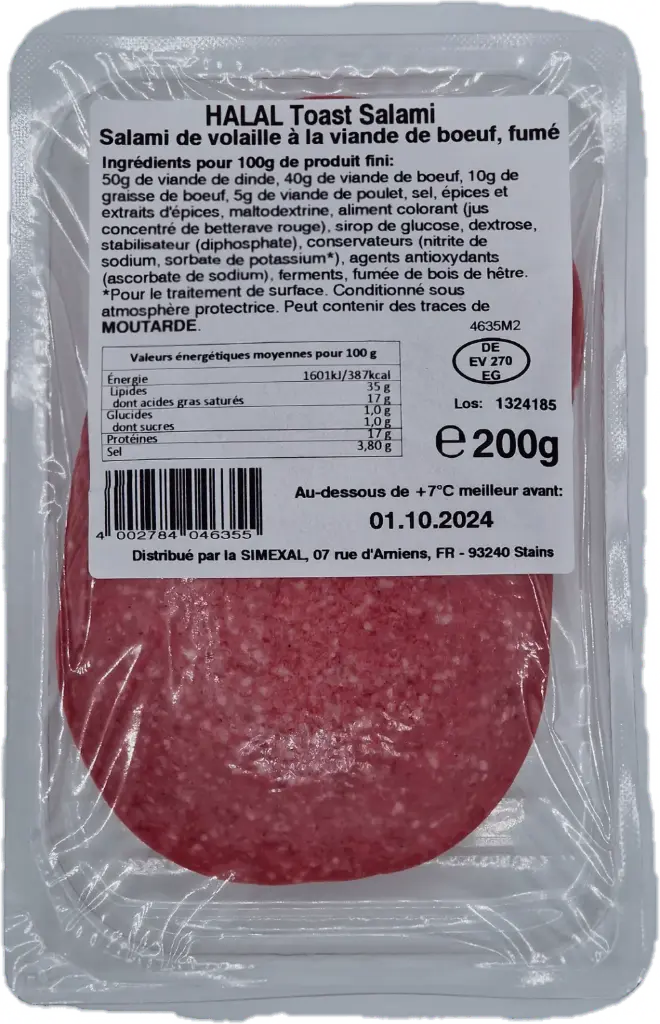 HALAL Toast Salami
Salami de volaille à la viande de boeuf, fumé
Ingrédients pour 100g de produit fini:
50g de viande de dinde, 40g de viande de boeuf, 10g de
graisse de boeuf, 5g de viande de poulet, sel, épices et
extraits d'épices, maltodextrine, aliment colorant (jus
concentré de betterave rouge), sirop de glucose, dextrose,
stabilisateur (diphosphate), conservateurs (nitrite de
sodium, sorbate de potassium*), agents antioxydants
(ascorbate de sodium), ferments, fumée de bois de hêtre.
*Pour le traitement de surface. Conditionné sous
atmosphère protectrice. Peut contenir des traces de
MOUTARDE.
4635M2
DE
EV 270
EG
Valeurs énergétiques moyennes pour 100 g
Énergie 1601kJ/387kcal
Lipides 35 g
dont acides gras saturés 17 g
Glucides 1,0 g
dont sucres 1,0 g
Protéines 17 g
Sel 3,80 g
Los: 1324185
e 200g
4 002784 046355
Au-dessous de +7°C meilleur avant:
01.10.2024
Distribué par la SIMEXAL, 07 rue d'Amiens, FR - 93240 Stains